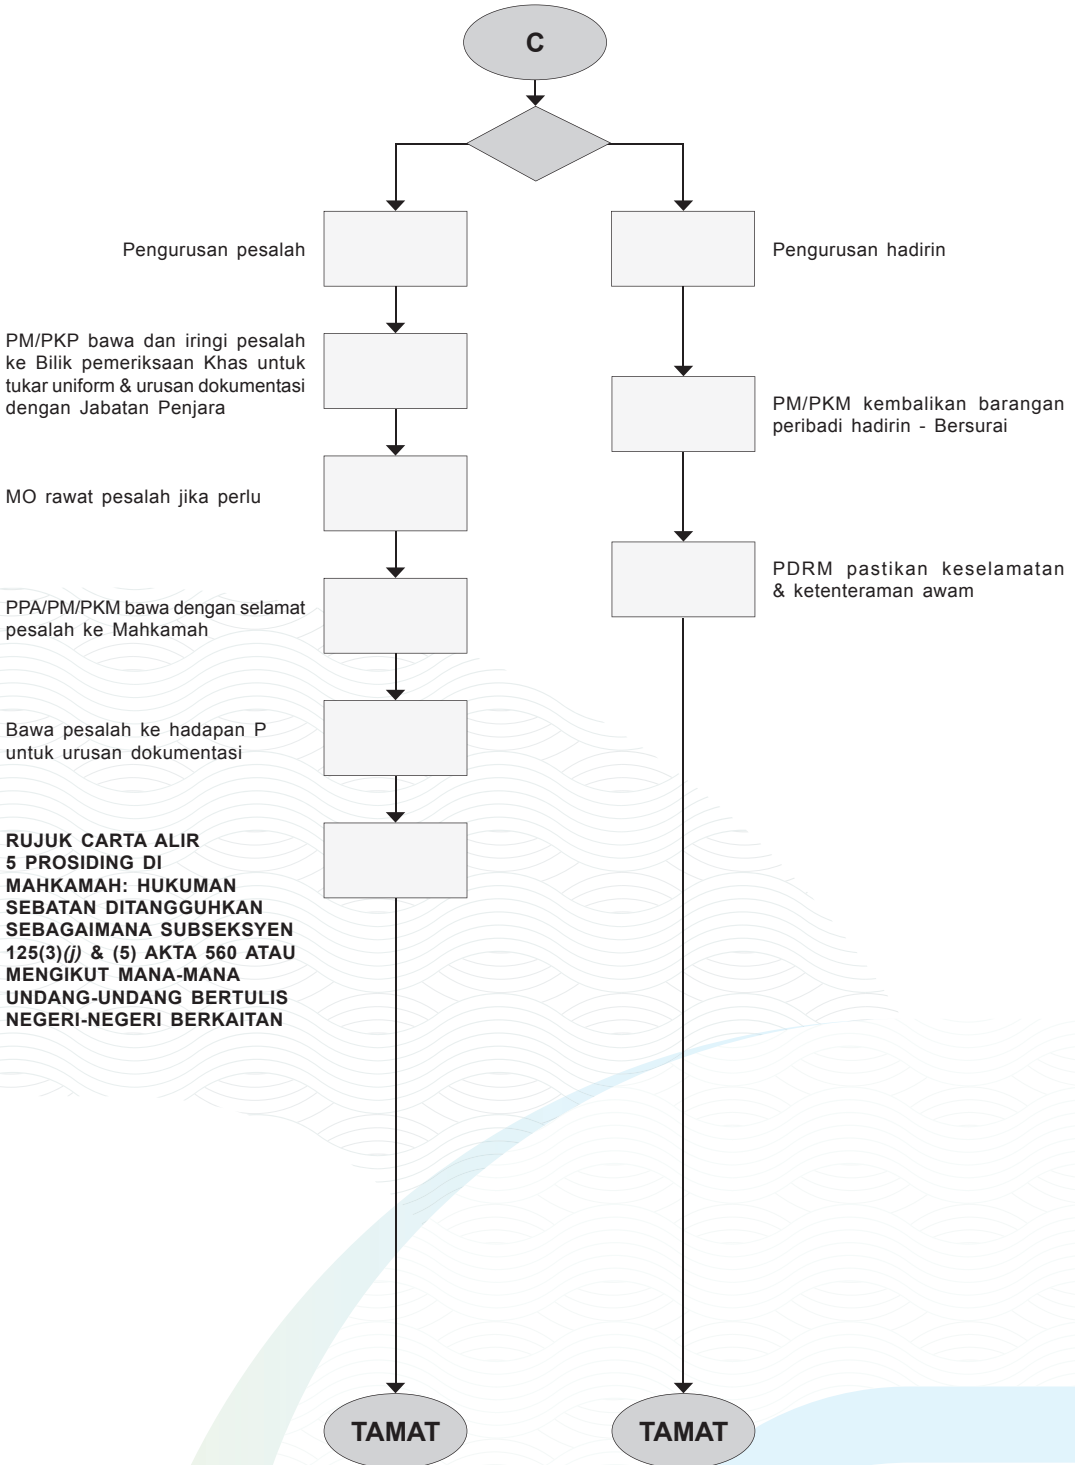 C
Pengurusan pesalah
PM/PKP bawa dan iringi pesalah
ke Bilik pemeriksaan Khas untuk
tukar uniform & urusan dokumentasi
dengan Jabatan Penjara
MO rawat pesalah jika perlu
PPA/PM/PKM bawa dengan selamat
pesalah ke Mahkamah
Bawa pesalah ke hadapan P
untuk urusan dokumentasi
RUJUK CARTA ALIR
5 PROSIDING DI
MAHKAMAH: HUKUMAN
SEBATAN DITANGGUHKAN
SEBAGAIMANA SUBSEKSYEN
125(3)(j) & (5) AKTA 560 ATAU
MENGIKUT MANA-MANA
UNDANG-UNDANG BERTULIS
NEGERI-NEGERI BERKAITAN
TAMAT
Pengurusan hadirin
PM/PKM kembalikan barangan
peribadi hadirin - Bersurai
PDRM pastikan keselamatan
& ketenteraman awam
TAMAT